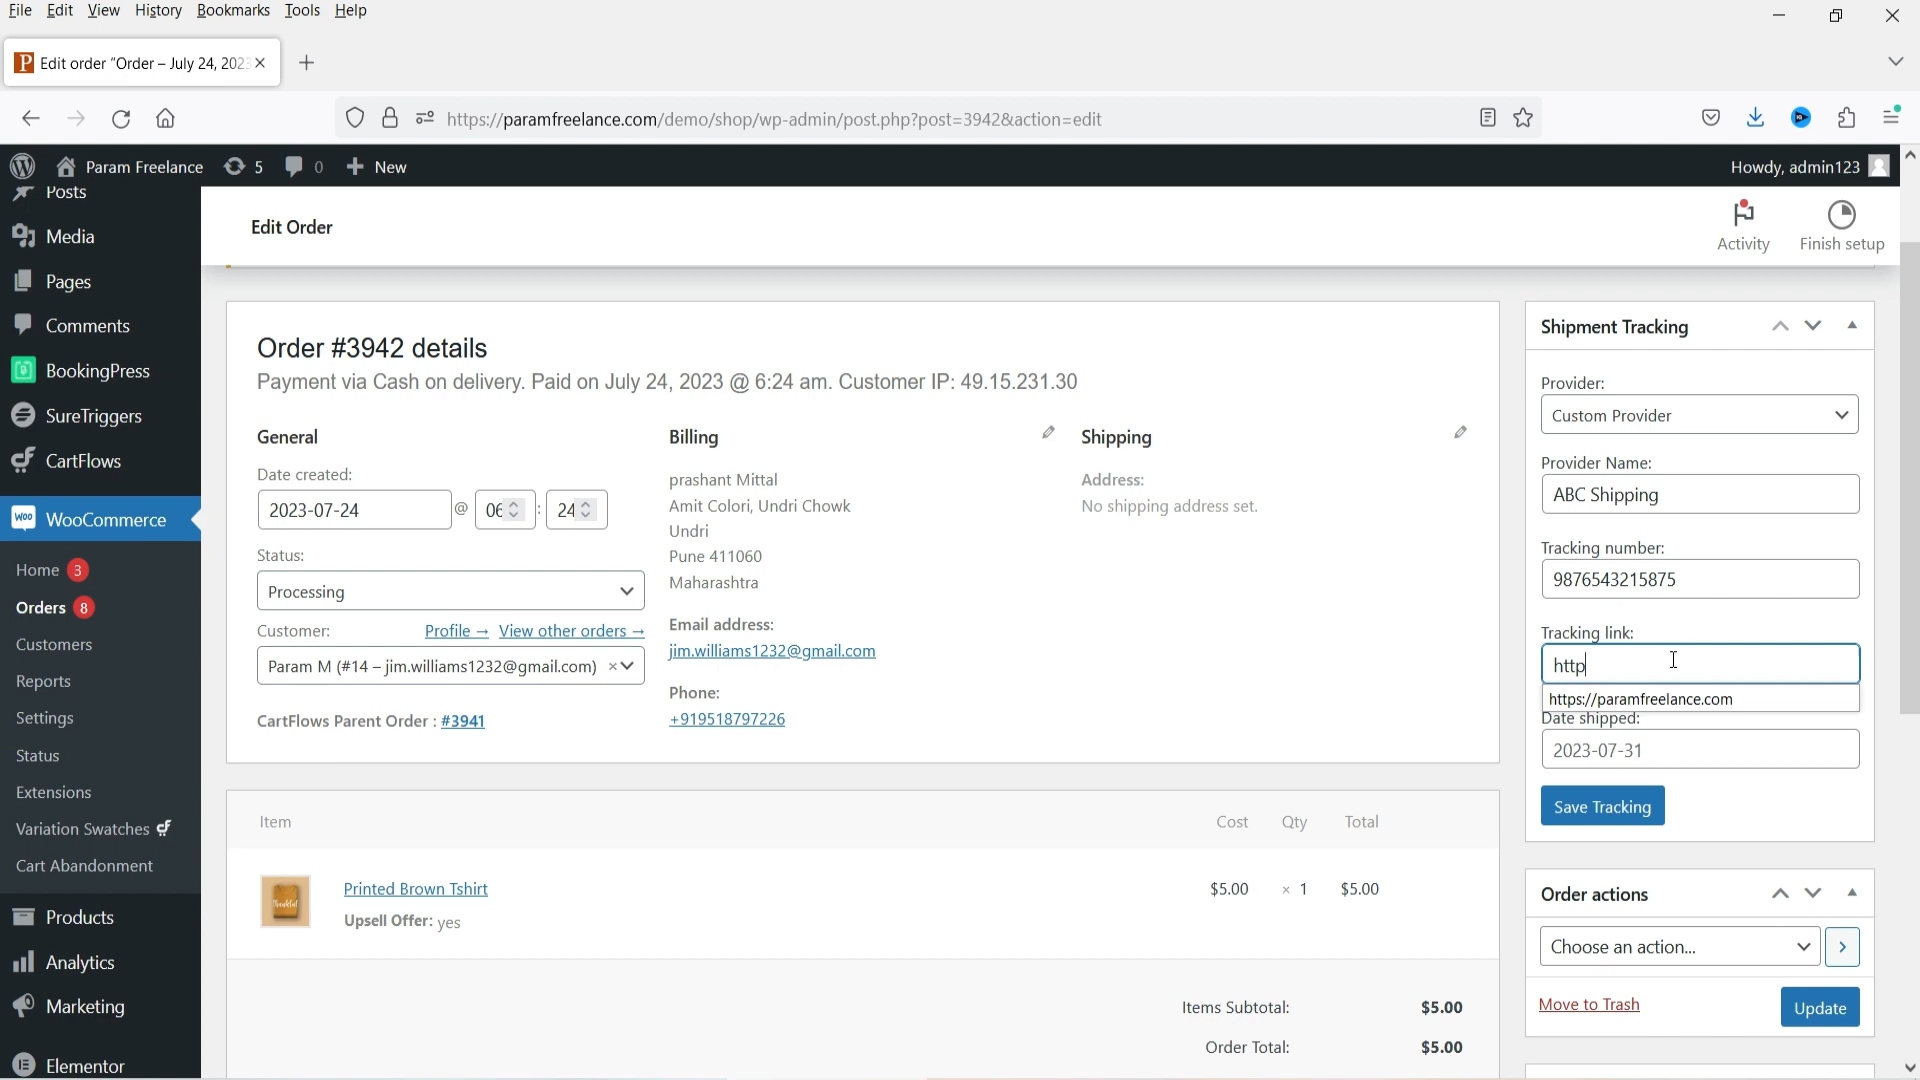 File Edit View History Bookmarks Tools Help
Edit order "Order – July 24, 202
https://paramfreelance.com/demo/shop/wp-admin/post.php?post=3942&action=edit
Param Freelance 5 0 + New Howdy, admin123
Posts
Media
Pages
Comments
BookingPress
SureTriggers
CartFlows
WooCommerce
Home 3
Orders 8
Customers
Reports
Settings
Status
Extensions
Variation Swatches
Cart Abandonment
Products
Analytics
Marketing
Elementor
Edit Order
Activity
Finish setup
Order #3942 details
Payment via Cash on delivery. Paid on July 24, 2023 @ 6:24 am. Customer IP: 49.15.231.30
General
Date created:
2023-07-24 @ 06 : 24
Status:
Processing
Customer: Profile → View other orders →
Param M (#14 – jim.williams1232@gmail.com) ×
CartFlows Parent Order : #3941
Billing
prashant Mittal
Amit Colori, Undri Chowk
Undri
Pune 411060
Maharashtra
Email address:
jim.williams1232@gmail.com
Phone:
+919518797226
Shipping
Address:
No shipping address set.
Item Cost Qty Total
Printed Brown Tshirt $5.00 × 1 $5.00
Upsell Offer: yes
Items Subtotal: $5.00
Order Total: $5.00
Shipment Tracking
Provider:
Custom Provider
Provider Name:
ABC Shipping
Tracking number:
9876543215875
Tracking link:
http
https://paramfreelance.com
Date shipped:
2023-07-31
Save Tracking
Order actions
Choose an action...
Move to Trash Update